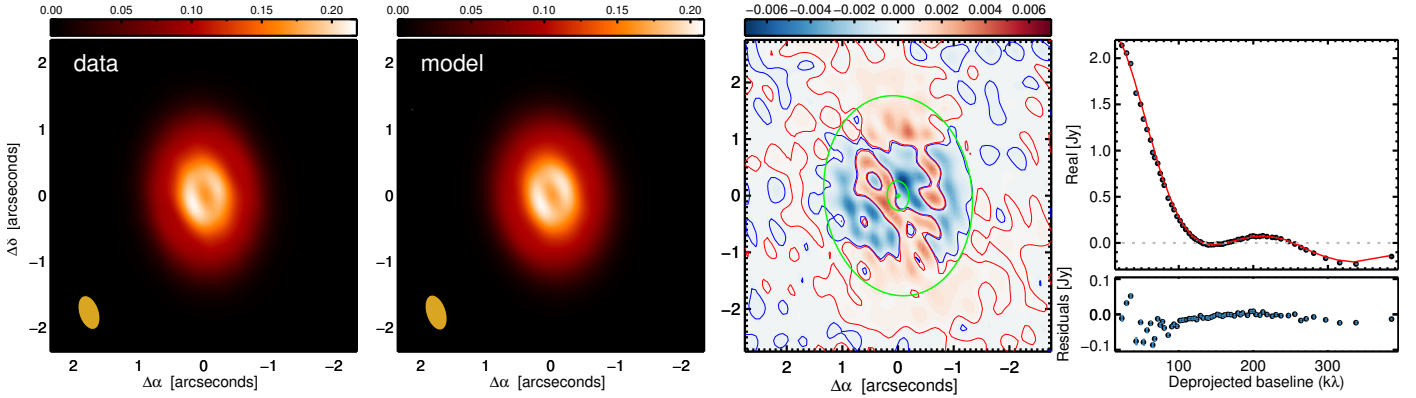 0.00 0.05 0.10 0.15 0.20
data
2
1
0
−1
−2
Δδ [arcseconds]
2 1 0 −1 −2
Δα [arcseconds]
0.00 0.05 0.10 0.15 0.20
model
2
1
0
−1
−2
2 1 0 −1 −2
Δα [arcseconds]
−0.006 −0.004 −0.002 0.000 0.002 0.004 0.006
2
1
0
−1
−2
2 1 0 −1 −2
Δα [arcseconds]
2.0
1.5
1.0
0.5
0.0
Real [Jy]
0.1
0.0
−0.1
Residuals [Jy]
100 200 300
Deprojected baseline (kλ)